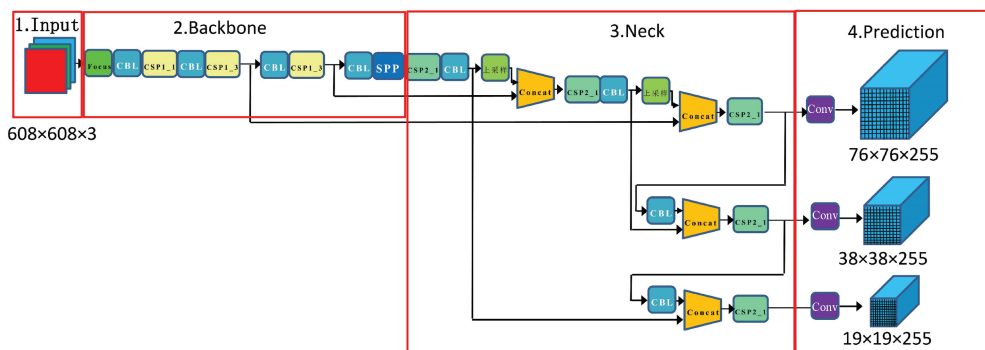 1.Input
2.Backbone
3.Neck
4.Prediction
Focus CBL CSP1_1 CBL CSP1_3 CBL CSP1_3 CBL SPP CSP2_1 CBL 上采样 Concat CSP2_1 CBL 上采样 Concat CSP2_1 Conv
608×608×3
76×76×255
CBL Concat CSP2_1 Conv
38×38×255
CBL Concat CSP2_1 Conv
19×19×255